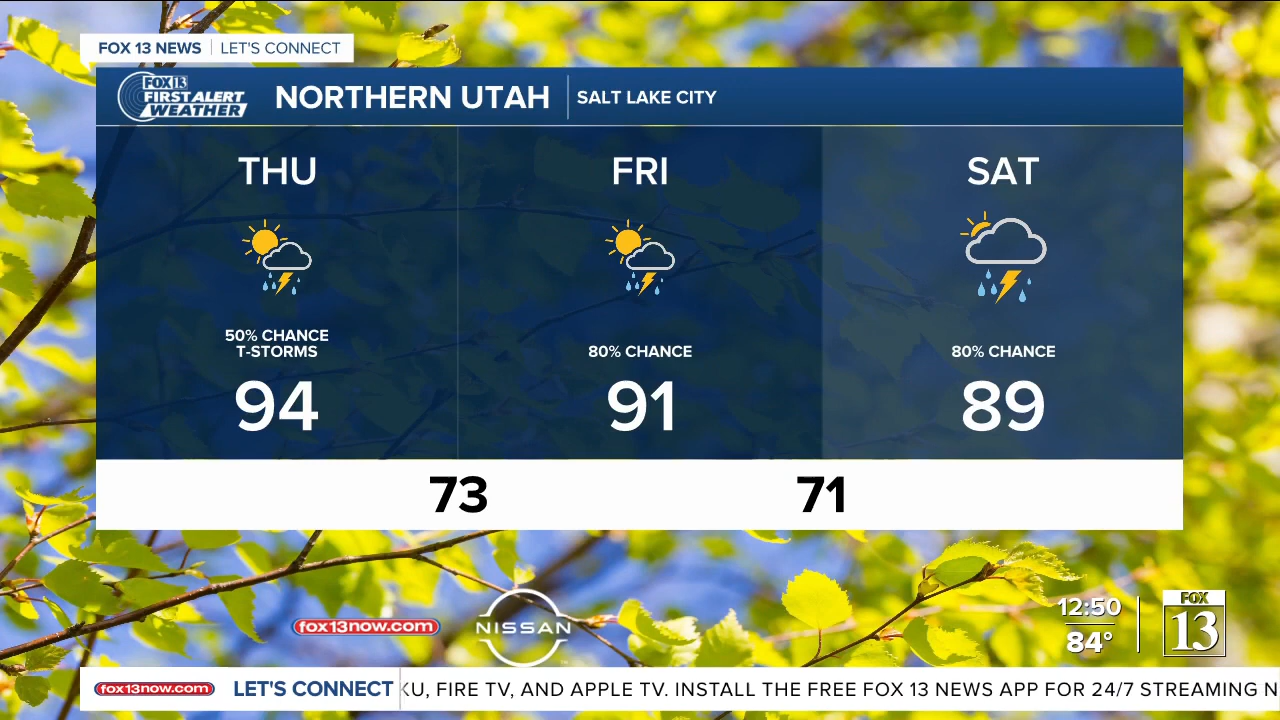 FOX 13 NEWS | LET'S CONNECT
FOX 13
FIRST ALERT
WEATHER
NORTHERN UTAH
SALT LAKE CITY
THU
FRI
SAT
50% CHANCE
T-STORMS
80% CHANCE
80% CHANCE
94
91
89
73
71
fox13now.com
NISSAN
12:50
84°
FOX
13
fox13now.com
LET'S CONNECT
U, FIRE TV, AND APPLE TV. INSTALL THE FREE FOX 13 NEWS APP FOR 24/7 STREAMING N